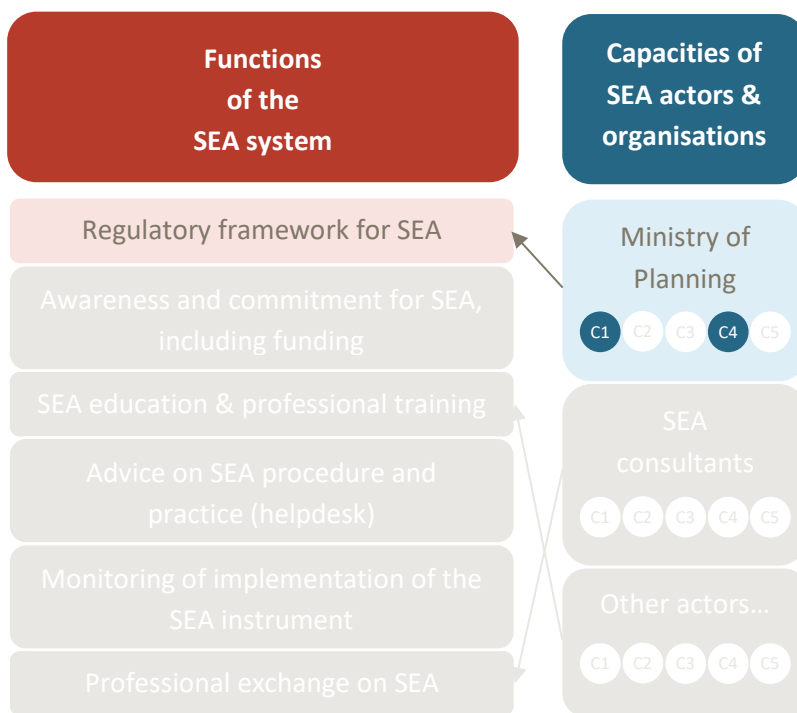 Functions
of the
SEA system
Regulatory framework for SEA
Awareness and commitment for SEA,
including funding
SEA education & professional training
Advice on SEA procedure and
practice (helpdesk)
Monitoring of implementation of the
SEA instrument
Professional exchange on SEA
Capacities of
SEA actors &
organisations
Ministry of
Planning
C1 C2 C3 C4 C5
SEA
consultants
C1 C2 C3 C4 C5
Other actors...
C1 C2 C3 C4 C5